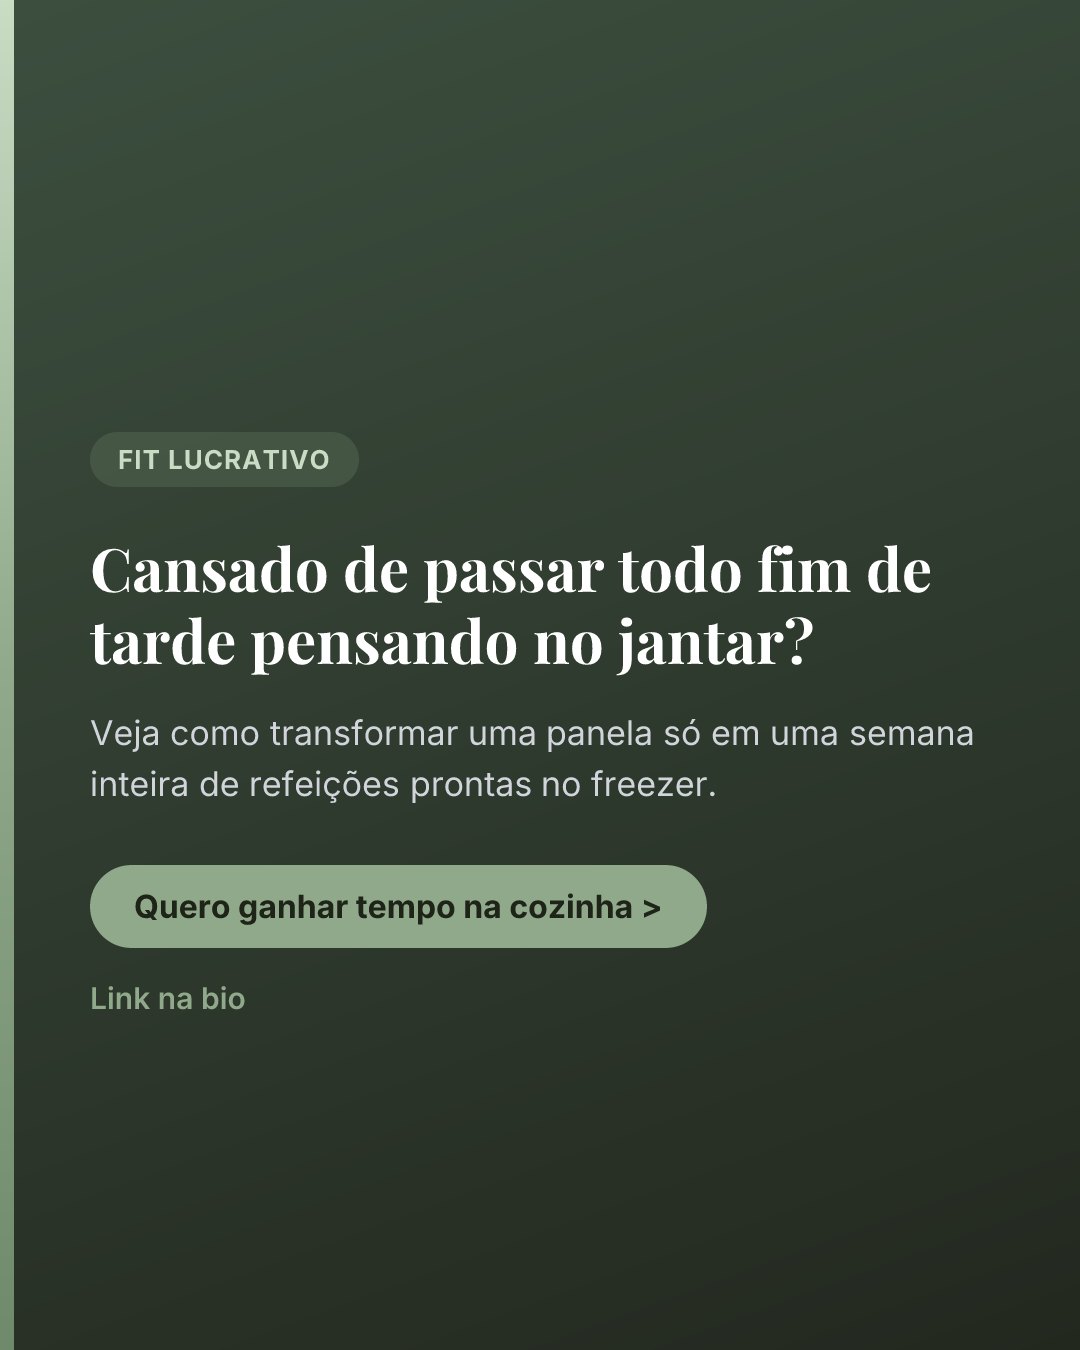 FIT LUCRATIVO
Cansado de passar todo fim de
tarde pensando no jantar?
Veja como transformar uma panela só em uma semana
inteira de refeições prontas no freezer.
Quero ganhar tempo na cozinha >
Link na bio